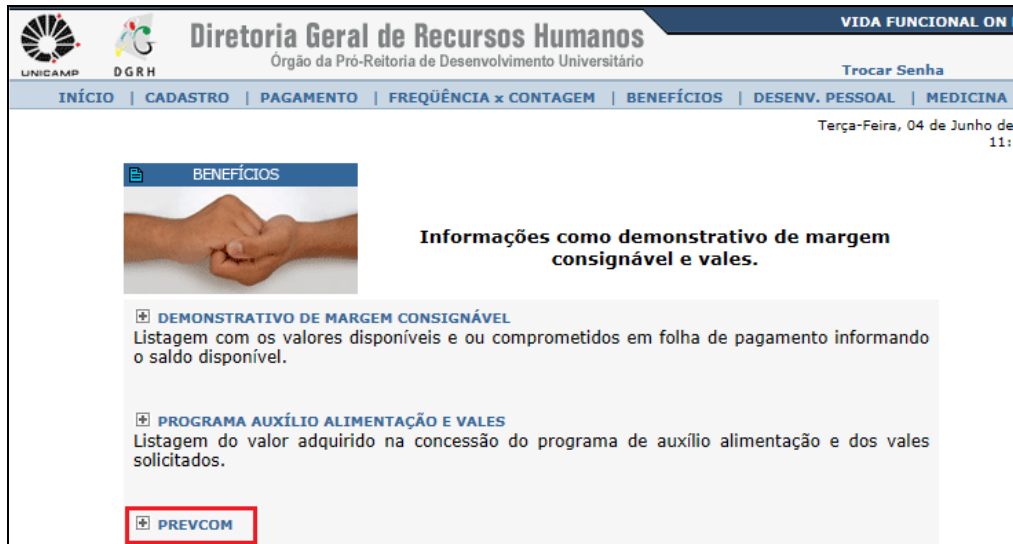 Diretoria Geral de Recursos Humanos
Órgão da Pró-Reitoria de Desenvolvimento Universitário
UNICAMP
DGRH
VIDA FUNCIONAL ON
Trocar Senha
INÍCIO | CADASTRO | PAGAMENTO | FREQÜÊNCIA x CONTAGEM | BENEFÍCIOS | DESENV. PESSOAL | MEDICINA
Terça-Feira, 04 de Junho de
11:
BENEFÍCIOS
Informações como demonstrativo de margem
consignável e vales.
DEMONSTRATIVO DE MARGEM CONSIGNÁVEL
Listagem com os valores disponíveis e ou comprometidos em folha de pagamento informando
o saldo disponível.
PROGRAMA AUXÍLIO ALIMENTAÇÃO E VALES
Listagem do valor adquirido na concessão do programa de auxílio alimentação e dos vales
solicitados.
PREVCOM